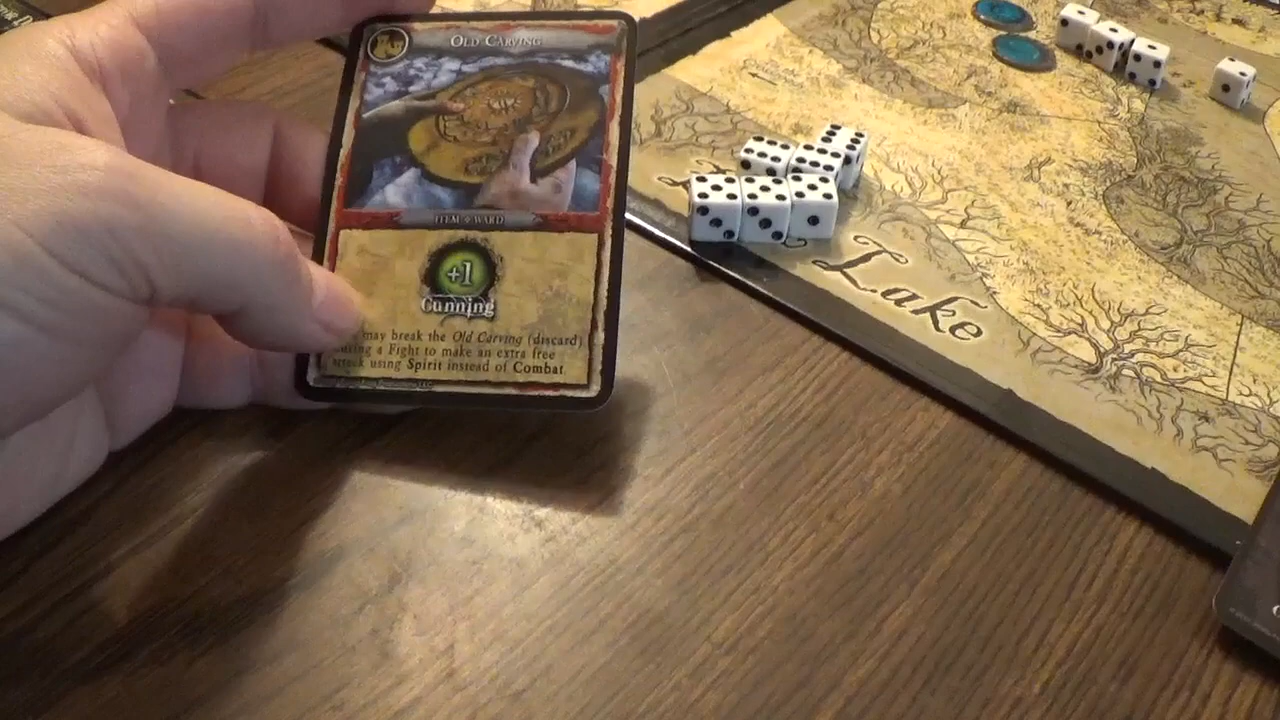 OLD CARVING
ITEM WARD
+1
Cunning
may break the Old Carving (discard)
a Fight to make an extra free
using Spirit instead of Combat
Lake